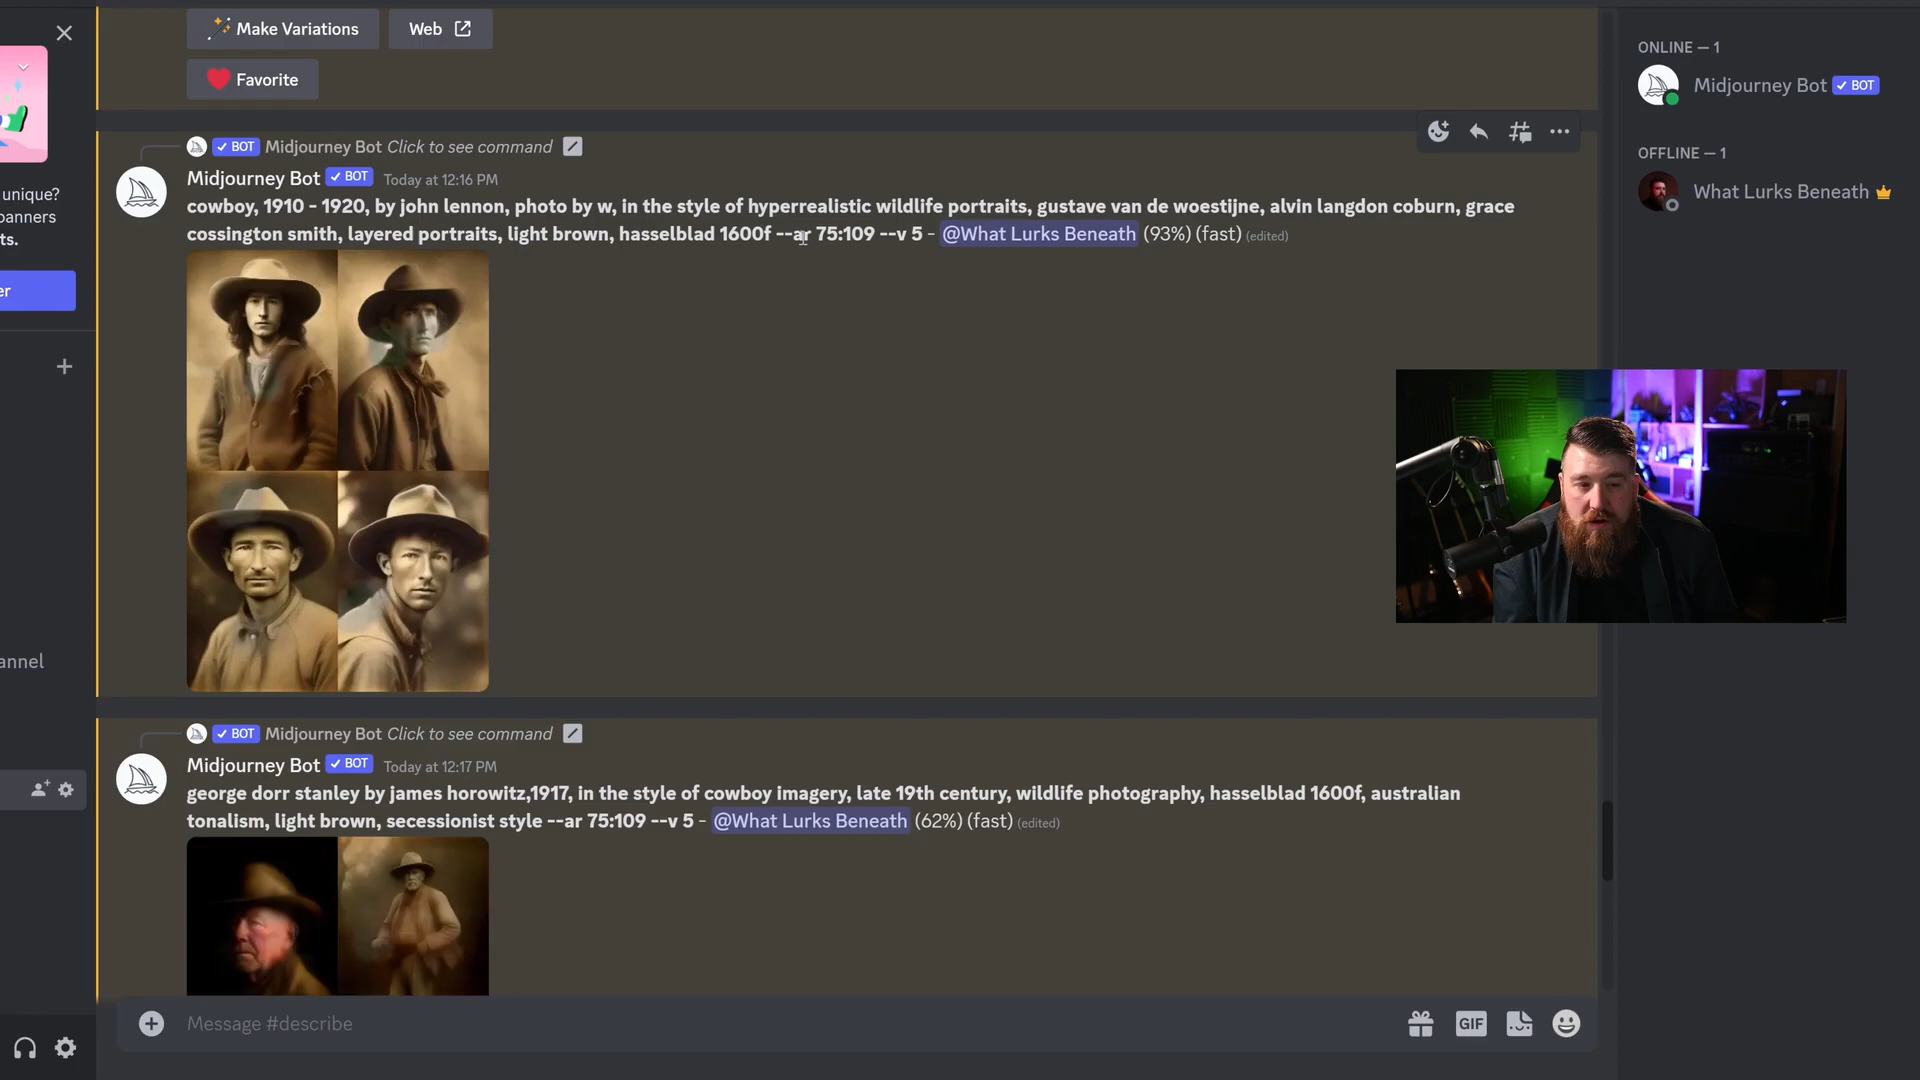 Make Variations
Web
Favorite
unique?
banners
ts.
er
annel
BOT Midjourney Bot Click to see command
Midjourney Bot BOT Today at 12:16 PM
cowboy, 1910 - 1920, by john lennon, photo by w, in the style of hyperrealistic wildlife portraits, gustave van de woestijne, alvin langdon coburn, grace
cossington smith, layered portraits, light brown, hasselblad 1600f --ar 75:109 --v 5 - @What Lurks Beneath (93%) (fast) (edited)
BOT Midjourney Bot Click to see command
Midjourney Bot BOT Today at 12:17 PM
george dorr stanley by james horowitz,1917, in the style of cowboy imagery, late 19th century, wildlife photography, hasselblad 1600f, australian
tonalism, light brown, secessionist style --ar 75:109 --v 5 - @What Lurks Beneath (62%) (fast) (edited)
Message #describe
GIF
ONLINE — 1
Midjourney Bot BOT
OFFLINE — 1
What Lurks Beneath